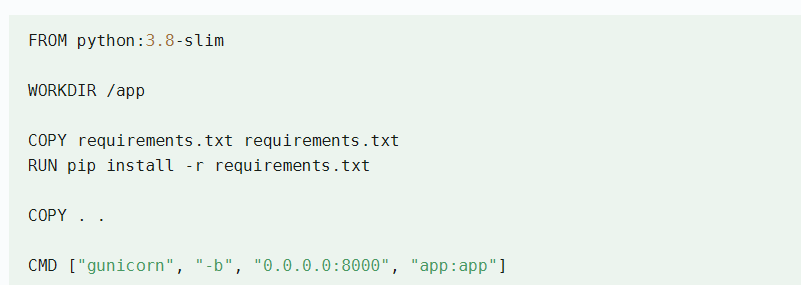 FROM python:3.8-slim
WORKDIR /app
COPY requirements.txt requirements.txt
RUN pip install -r requirements.txt
COPY . .
CMD ["gunicorn", "-b", "0.0.0.0:8000", "app:app"]